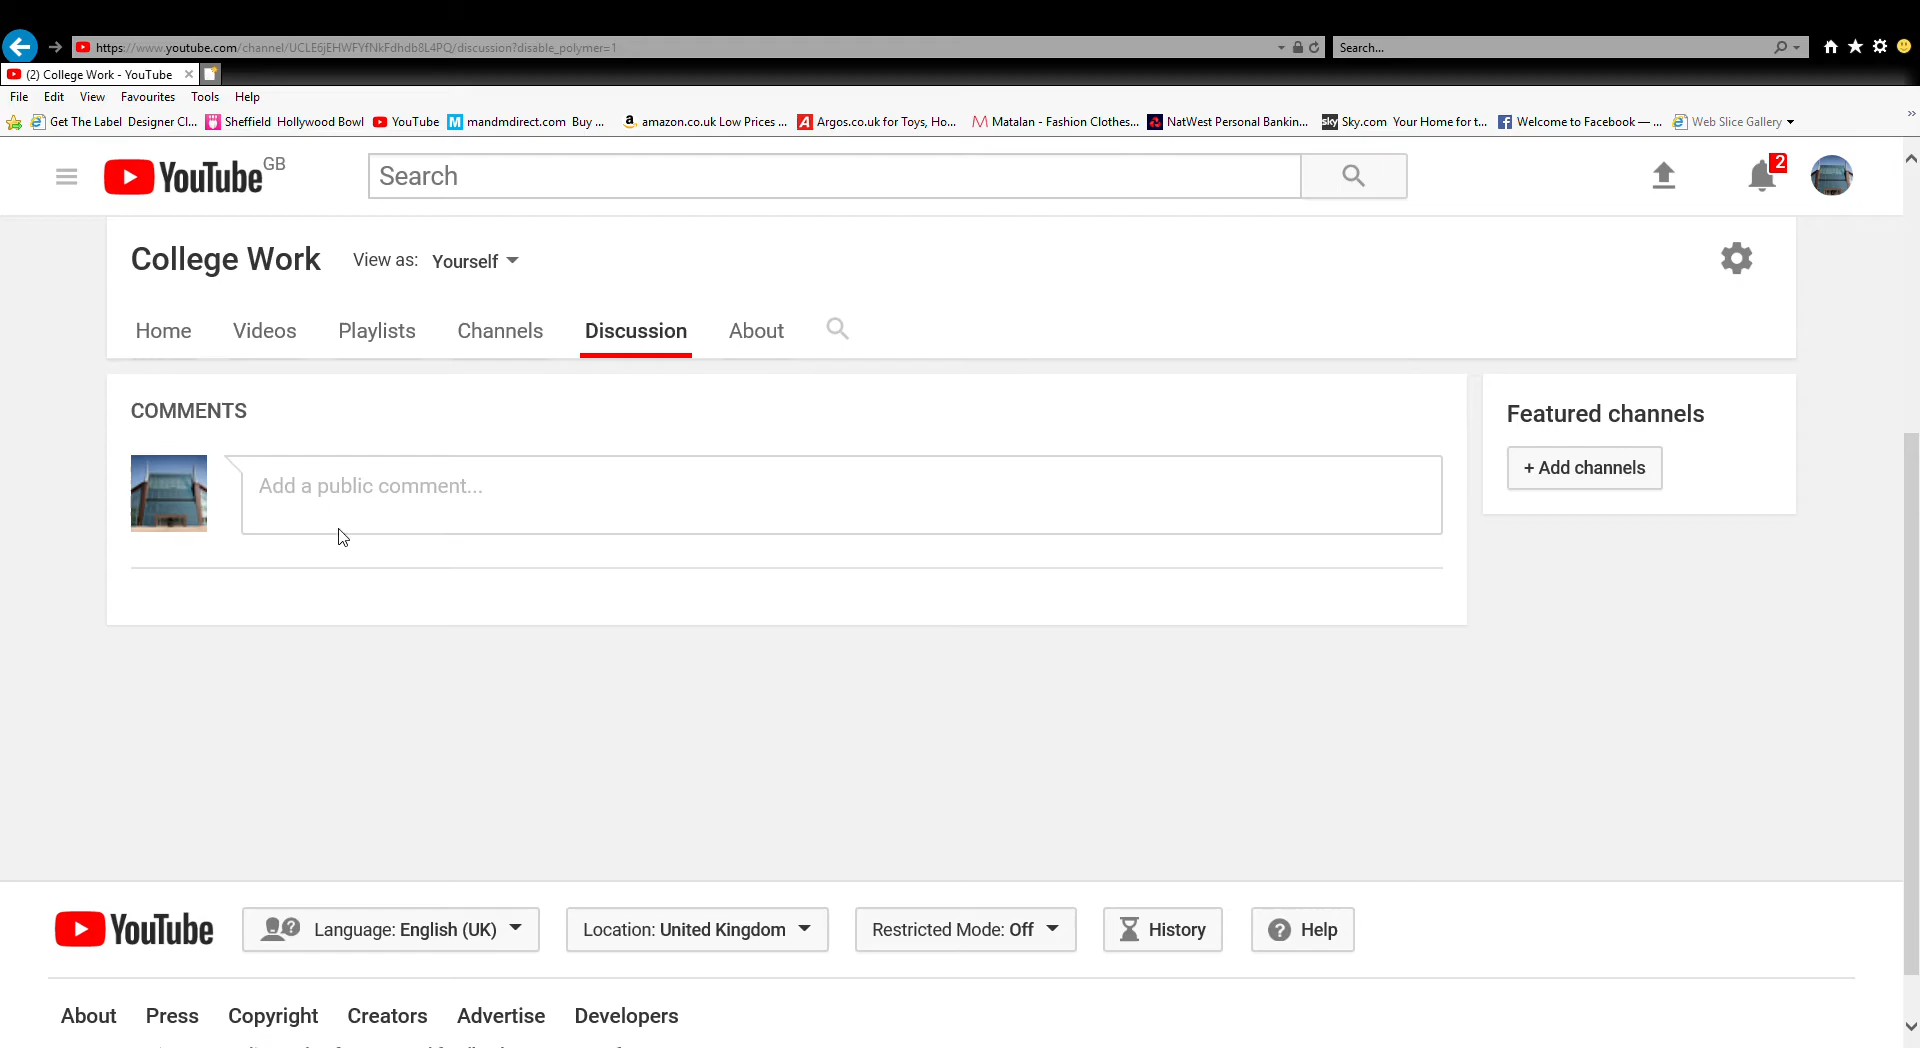 https://www.youtube.com/channel/UCLE6jEHWFYfNkFdhdb8L4PQ/discussion?disable_polymer=1
Search...
(2) College Work - YouTube
File Edit View Favourites Tools Help
Get The Label Designer Cl... Sheffield Hollywood Bowl YouTube M mandmdirect.com Buy ... amazon.co.uk Low Prices ... Argos.co.uk for Toys, Ho... Matalan - Fashion Clothes... NatWest Personal Bankin... sky Sky.com Your Home for t... Welcome to Facebook — ... Web Slice Gallery
YouTube GB
Search
2
College Work View as: Yourself
Home Videos Playlists Channels Discussion About
COMMENTS
Add a public comment...
Featured channels
+ Add channels
YouTube Language: English (UK) Location: United Kingdom Restricted Mode: Off History Help
About Press Copyright Creators Advertise Developers